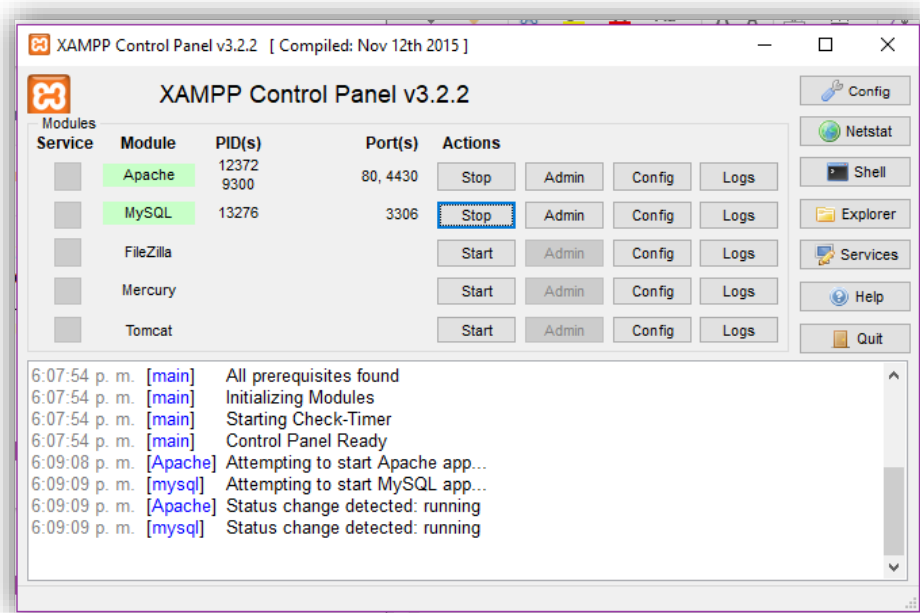 XAMPP Control Panel v3.2.2 [ Compiled: Nov 12th 2015 ]
XAMPP Control Panel v3.2.2
Config
Modules
Netstat
Service Module PID(s) Port(s) Actions
Apache 12372 9300 80, 4430 Stop Admin Config Logs
Shell
MySQL 13276 3306 Stop Admin Config Logs
Explorer
FileZilla Start Admin Config Logs
Services
Mercury Start Admin Config Logs
Help
Tomcat Start Admin Config Logs
Quit
6:07:54 p. m. [main] All prerequisites found
6:07:54 p. m. [main] Initializing Modules
6:07:54 p. m. [main] Starting Check-Timer
6:07:54 p. m. [main] Control Panel Ready
6:09:08 p. m. [Apache] Attempting to start Apache app...
6:09:09 p. m. [mysql] Attempting to start MySQL app...
6:09:09 p. m. [Apache] Status change detected: running
6:09:09 p. m. [mysql] Status change detected: running